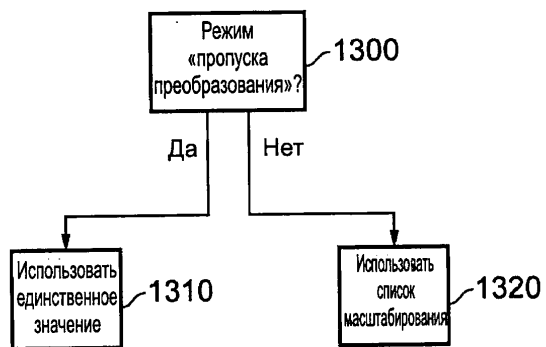 Режим
«пропуска
преобразования»?
1300
Да
Нет
Использовать
единственное
значение
1310
Использовать
список
масштабирования
1320